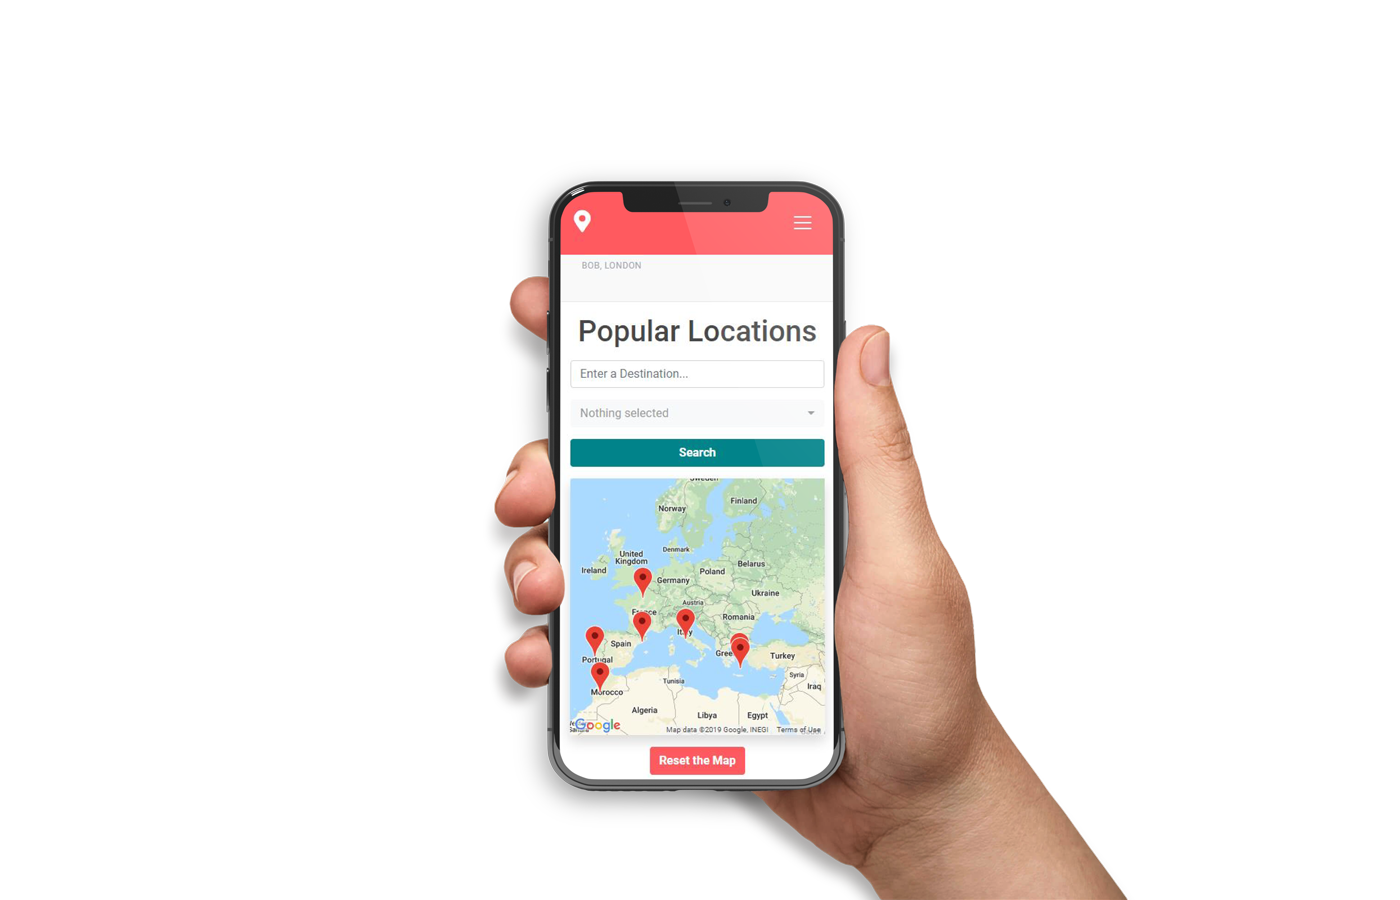 BOB, LONDON
Popular Locations
Enter a Destination...
Nothing selected
Search
Sweden
Finland
Norway
Denmark
United
Kingdom
Ireland
Belarus
Poland
Germany
Ukraine
Austria
France
Romania
Italy
Spain
Gree
Turkey
Portugal
Syria
Tunisia
Iraq
Morocco
Algeria
Libya
Egypt
Google
Map data ©2019 Google, INEGI
Terms of Use
Reset the Map